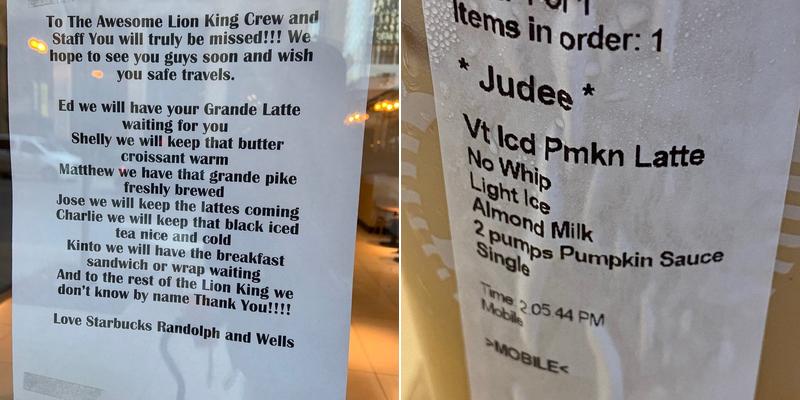 To The Awesome Lion King Crew and
Staff You will truly be missed!!! We
hope to see you guys soon and wish
you safe travels.
Ed we will have your Grande Latte
waiting for you
Shelly we will keep that butter
croissant warm
Matthew we have that grande pike
freshly brewed
Jose we will keep the lattes coming
Charlie we will keep that black iced
tea nice and cold
Kinto we will have the breakfast
sandwich or wrap waiting
And to the rest of the Lion King we
don't know by name Thank You!!!!
Love Starbucks Randolph and Wells
1 of 1
Items in order: 1
* Judee *
Vt Icd Pmkn Latte
No Whip
Light Ice
Almond Milk
2 pumps Pumpkin Sauce
Single
Time: 2:05:44 PM
Mobile
>MOBILE<